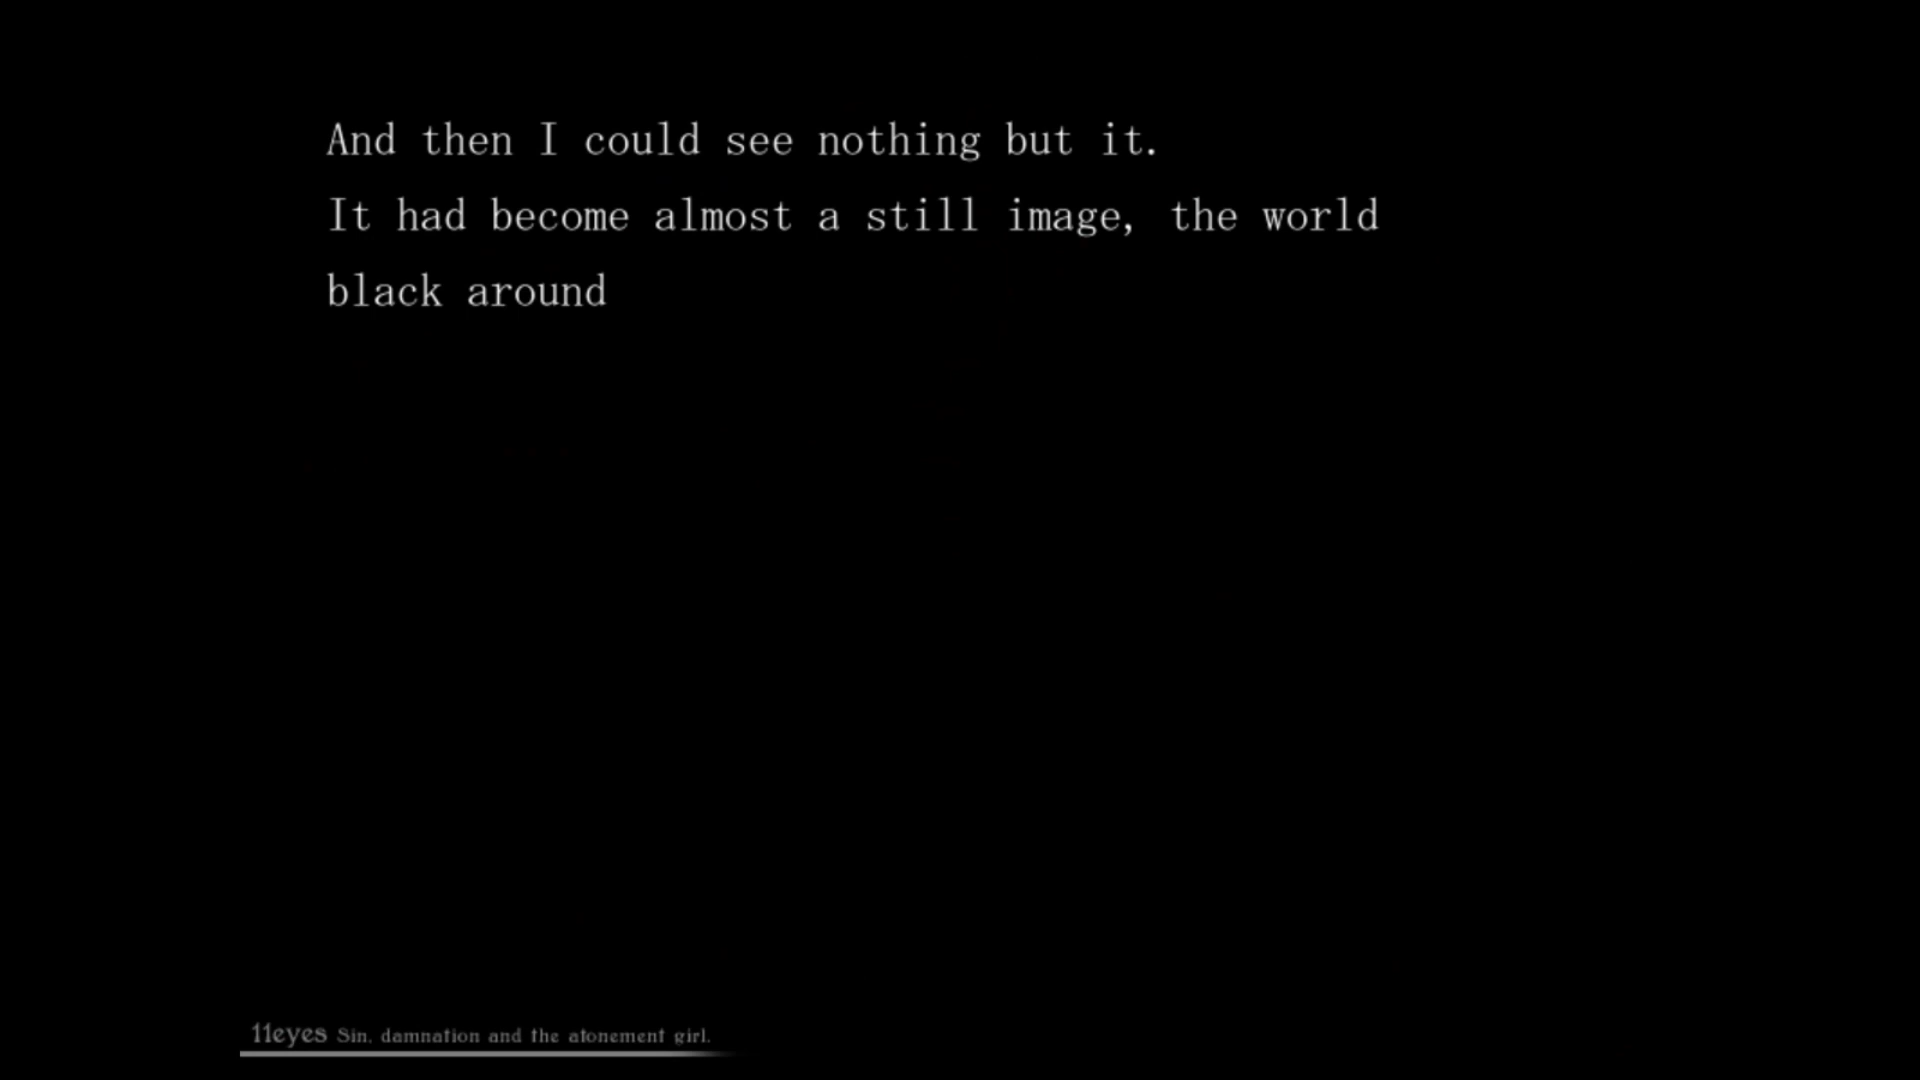 And then I could see nothing but it.
It had become almost a still image, the world
black around
11eyes Sin, damnation and the atonement girl.